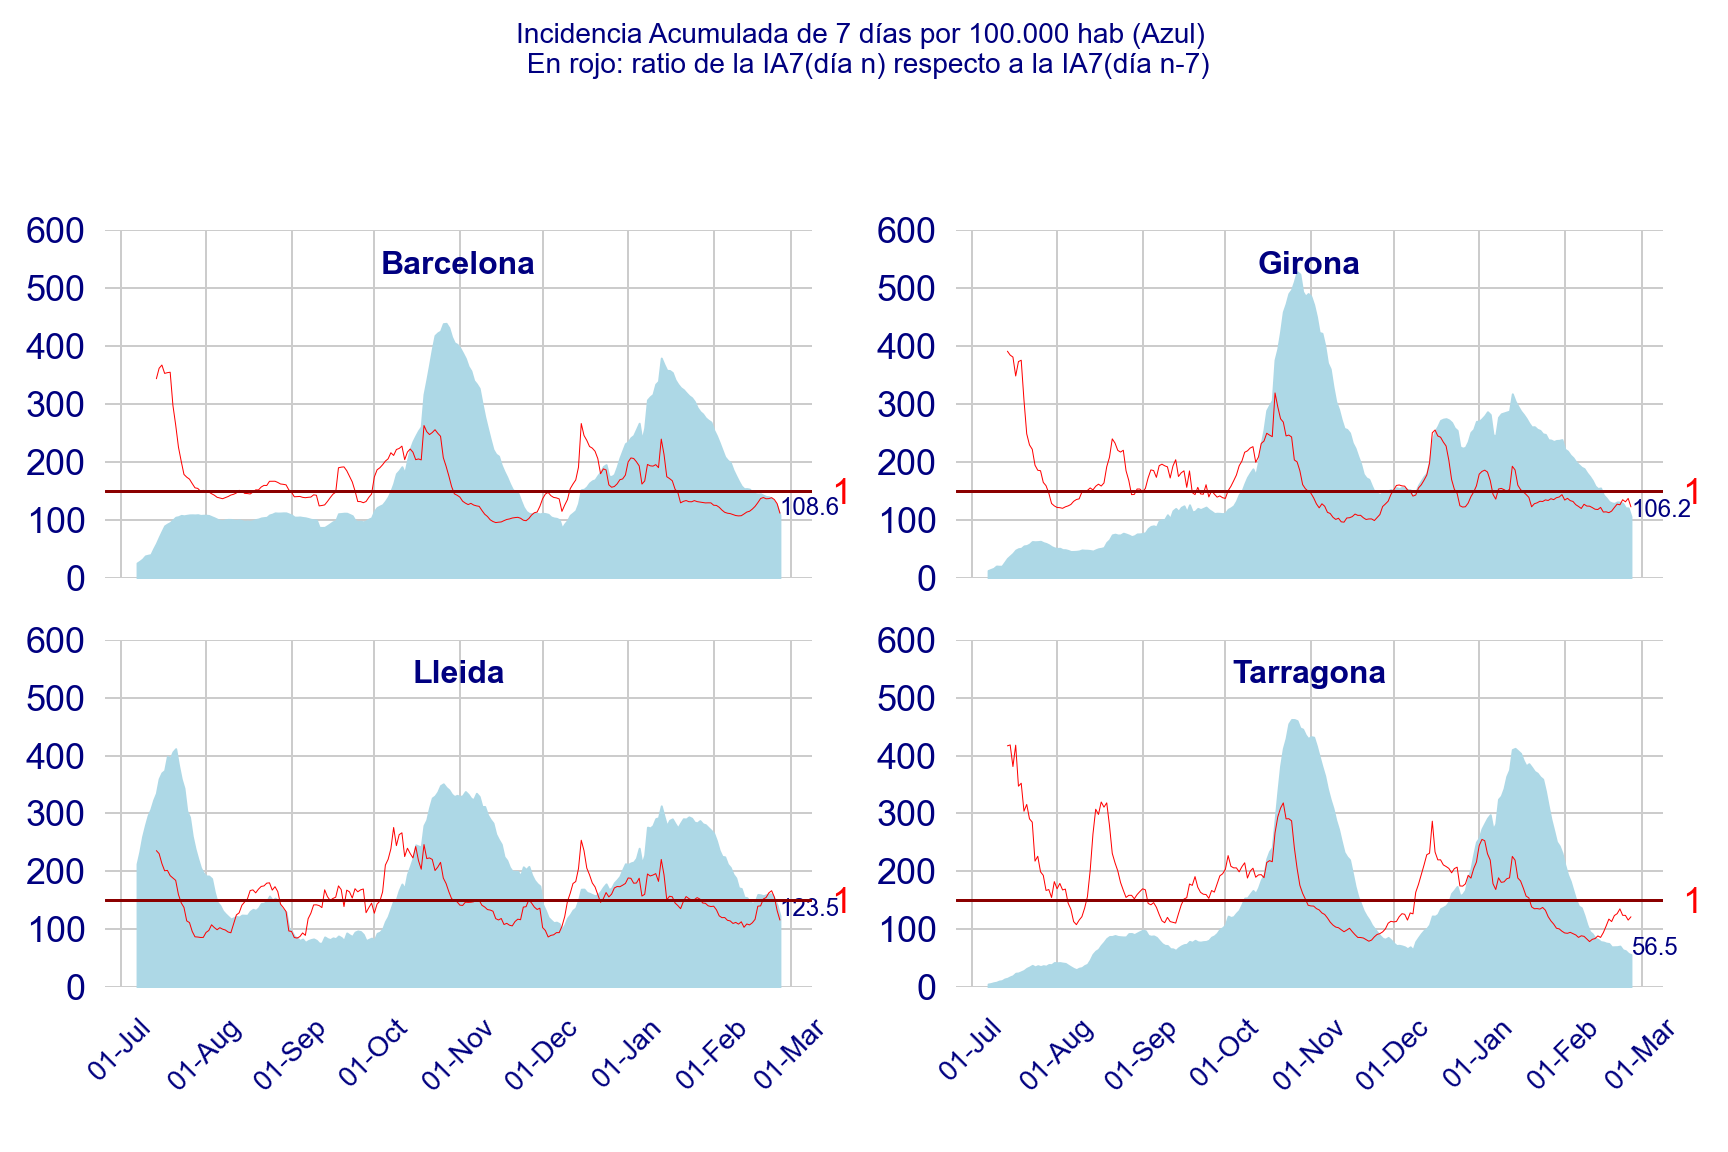 Incidencia Acumulada de 7 días por 100.000 hab (Azul)
En rojo: ratio de la IA7(día n) respecto a la IA7(día n-7)
Barcelona
600
500
400
300
200
100
0
1
108.6
Girona
600
500
400
300
200
100
0
1
106.2
Lleida
600
500
400
300
200
100
0
1
123.5
01-Jul
01-Aug
01-Sep
01-Oct
01-Nov
01-Dec
01-Jan
01-Feb
01-Mar
Tarragona
600
500
400
300
200
100
0
1
56.5
01-Jul
01-Aug
01-Sep
01-Oct
01-Nov
01-Dec
01-Jan
01-Feb
01-Mar